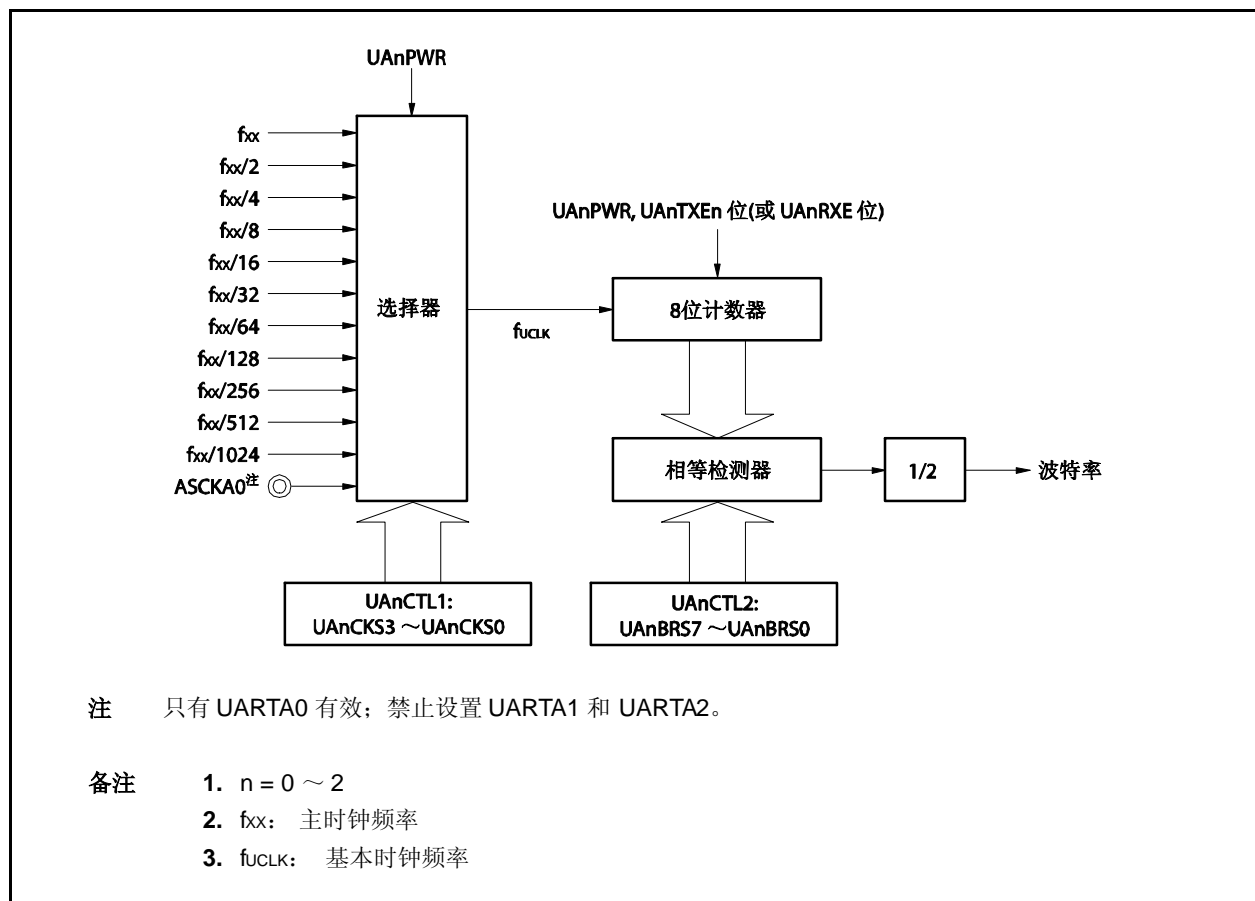 UAnPWR
fxx
fxx/2
fxx/4
fxx/8
fxx/16
fxx/32
fxx/64
fxx/128
fxx/256
fxx/512
fxx/1024
ASCKA0注
选择器
fUCLK
UAnPWR, UAnTXEn 位(或 UAnRXE 位)
8位计数器
相等检测器
1/2
波特率
UAnCTL1:
UAnCKS3 ～UAnCKS0
UAnCTL2:
UAnBRS7 ～UAnBRS0
注 只有 UARTA0 有效；禁止设置 UARTA1 和 UARTA2。
备注 1. n = 0 ～ 2
2. fxx： 主时钟频率
3. fUCLK： 基本时钟频率